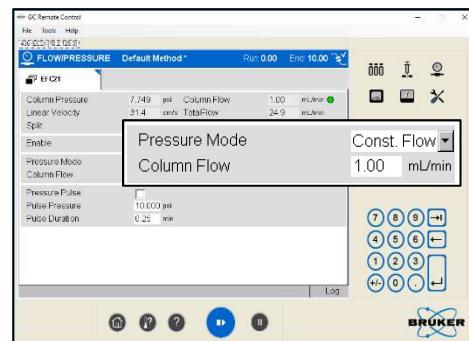 GC Remote Control
File Tools Help
FLOW/PRESSURE Default Method* Run 0.00 End 10.00
EFC21
Column Pressure 7.749 psi Column Flow 1.00 mL/min
Linear Velocity 31.4 cm/s Total Flow 24.9 mL/min
Split
Enable
Pressure Mode Const. Flow
Column Flow 1.00 mL/min
Pressure Mode
Column Flow
Pressure Pulse
Pulse Pressure 10.000 psi
Pulse Duration 0.25 min
7 8 9
4 5 6
1 2 3
+/- 0 .
Log
BRUKER